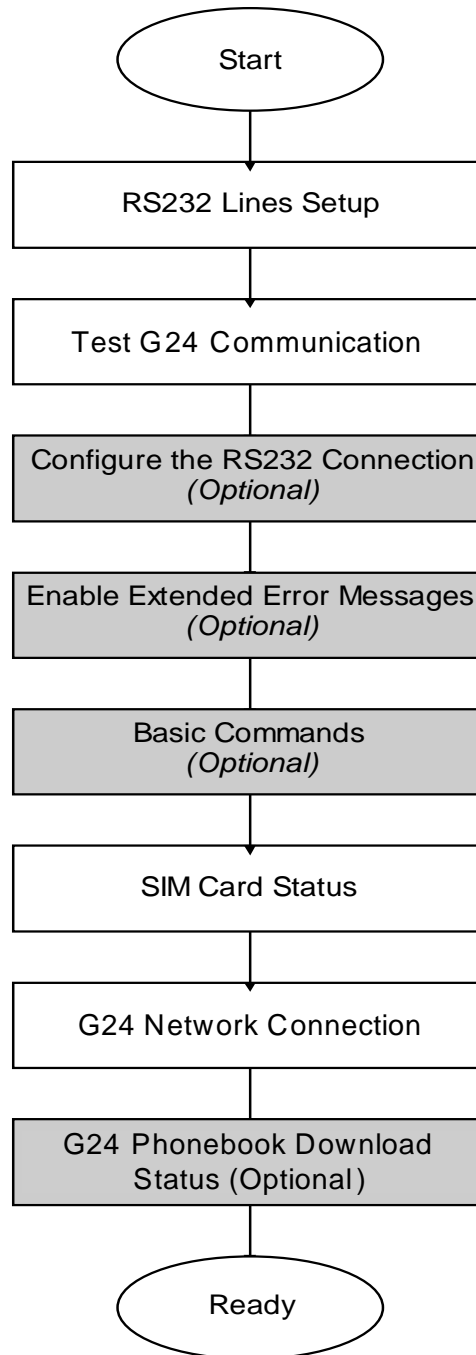 Start
RS232 Lines Setup
Test G24 Communication
Configure the RS232 Connection
(Optional)
Enable Extended Error Messages
(Optional)
Basic Commands
(Optional)
SIM Card Status
G24 Network Connection
G24 Phonebook Download
Status (Optional)
Ready